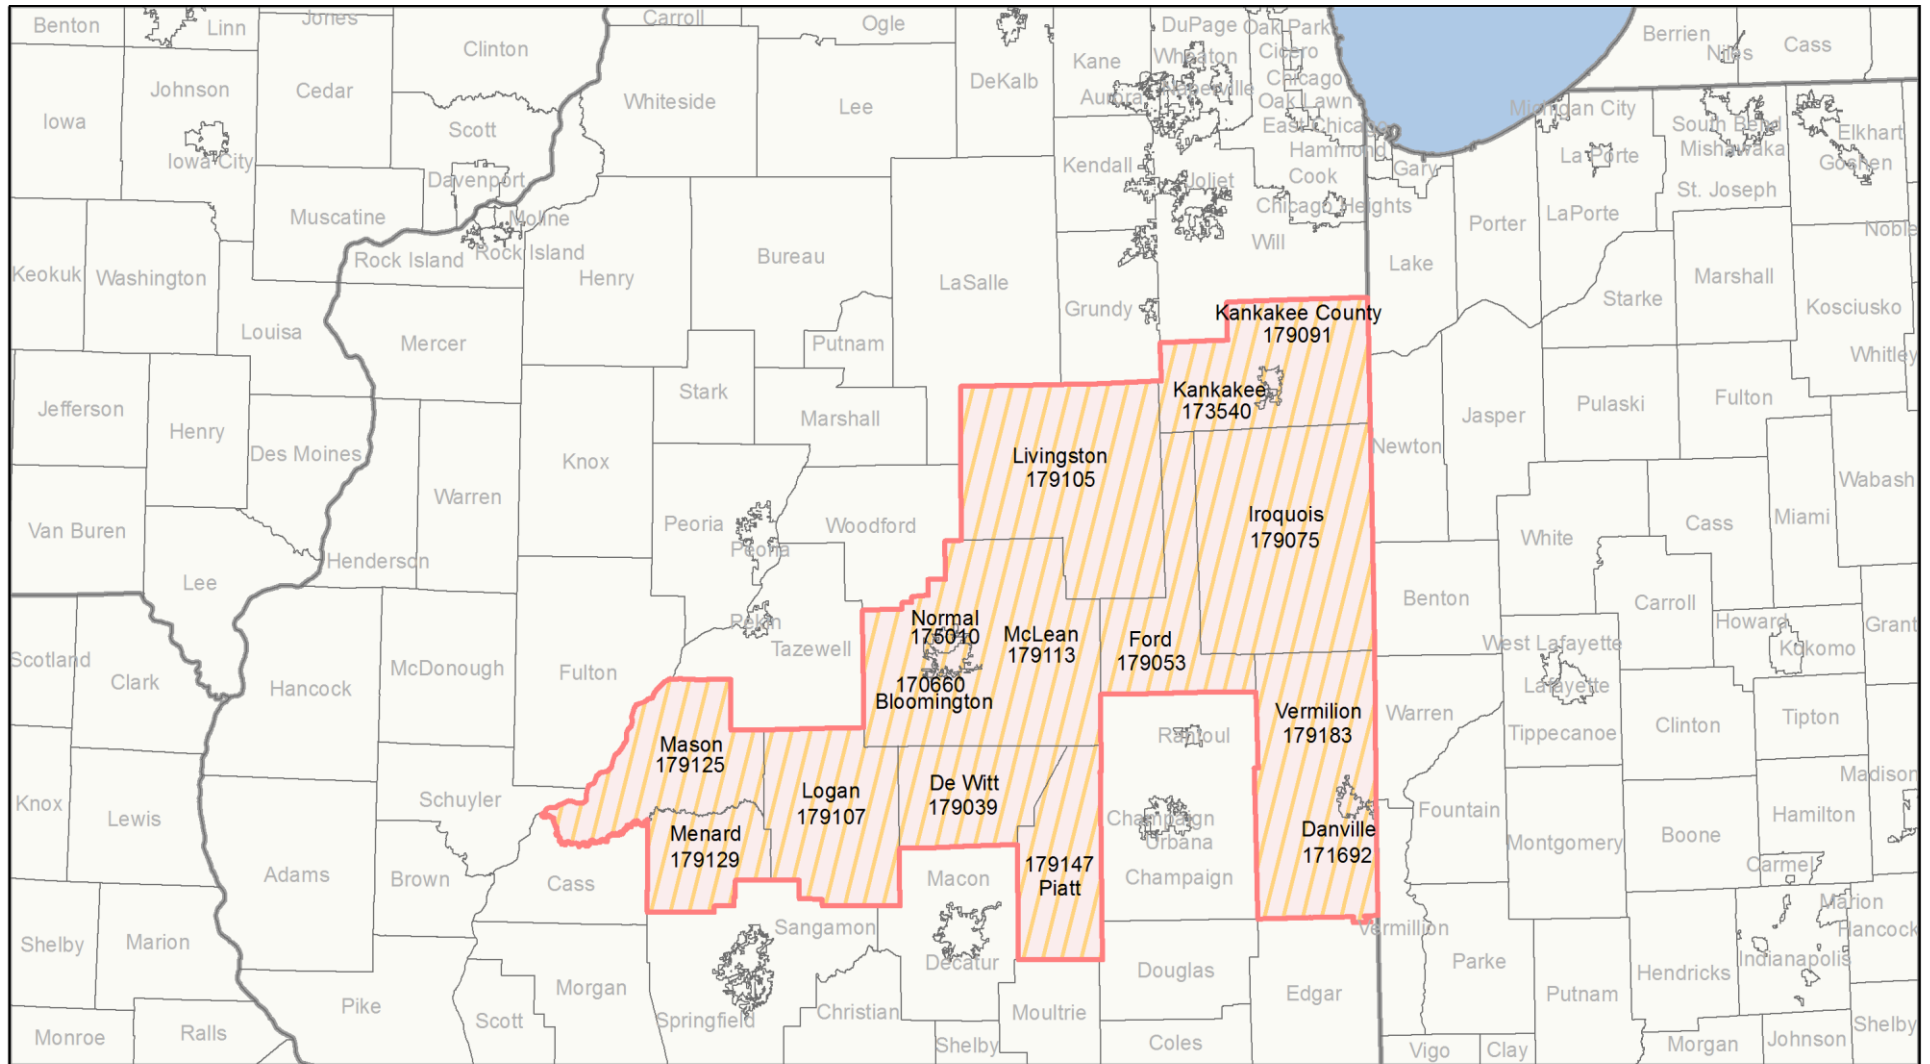 Benton
Linn
Jones
Clinton
Carroll
Ogle
DeKalb
Kane
DuPage
Oak Park
Wheaton
Cicero
Naperville
Chicago
Aurora
Oak Lawn
East Chicago
Hammond
Berrien
Niles
Cass
Johnson
Cedar
Whiteside
Lee
Iowa
Scott
Iowa City
Davenport
Kendall
Joliet
Cook
Gary
Chicago Heights
Michigan City
South Bend
Mishawaka
Elkhart
Goshen
La Porte
St. Joseph
LaPorte
Porter
Noble
Muscatine
Moline
Rock Island
Rock Island
Will
Lake
Keokuk
Washington
Henry
Bureau
LaSalle
Grundy
Marshall
Starke
Kosciusko
Louisa
Mercer
Putnam
Kankakee County
179091
Whitley
Stark
Marshall
Kankakee
173540
Jefferson
Henry
Des Moines
Knox
Jasper
Pulaski
Fulton
Newton
Livingston
179105
Warren
Wabash
Van Buren
Peoria
Peoria
Woodford
Iroquois
179075
White
Cass
Miami
Lee
Henderson
Benton
Carroll
Howard
Grant
Pekin
Tazewell
Normal
175010
McLean
179113
Ford
179053
170660
Bloomington
West Lafayette
Lafayette
Kokomo
Scotland
Clark
Hancock
McDonough
Fulton
Vermilion
179183
Warren
Tippecanoe
Clinton
Tipton
Mason
179125
Rantoul
Madison
Knox
Lewis
Schuyler
Logan
179107
De Witt
179039
Fountain
Hamilton
Menard
179129
Champaign
Urbana
Danville
171692
Montgomery
Boone
Carmel
Adams
Brown
Cass
Macon
179147
Piatt
Champaign
Marion
Hancock
Shelby
Marion
Sangamon
Vermillion
Decatur
Douglas
Parke
Hendricks
Indianapolis
Morgan
Edgar
Putnam
Pike
Scott
Springfield
Christian
Moultrie
Monroe
Ralls
Shelby
Coles
Vigo
Clay
Morgan
Johnson
Shelby